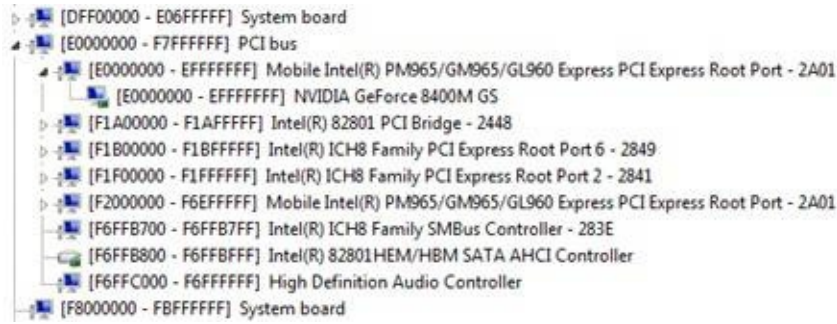 [DFF00000 - E06FFFFF] System board
[E0000000 - F7FFFFFF] PCI bus
[E0000000 - EFFFFFFF] Mobile Intel(R) PM965/GM965/GL960 Express PCI Express Root Port - 2A01
[E0000000 - EFFFFFFF] NVIDIA GeForce 8400M GS
[F1A00000 - F1AFFFFF] Intel(R) 82801 PCI Bridge - 2448
[F1B00000 - F1BFFFFF] Intel(R) ICH8 Family PCI Express Root Port 6 - 2849
[F1F00000 - F1FFFFFF] Intel(R) ICH8 Family PCI Express Root Port 2 - 2841
[F2000000 - F6EFFFFF] Mobile Intel(R) PM965/GM965/GL960 Express PCI Express Root Port - 2A01
[F6FFB700 - F6FFB7FF] Intel(R) ICH8 Family SMBus Controller - 283E
[F6FFB800 - F6FFBFFF] Intel(R) 82801HEM/HBM SATA AHCI Controller
[F6FFC000 - F6FFFFFF] High Definition Audio Controller
[F8000000 - FBFFFFFF] System board